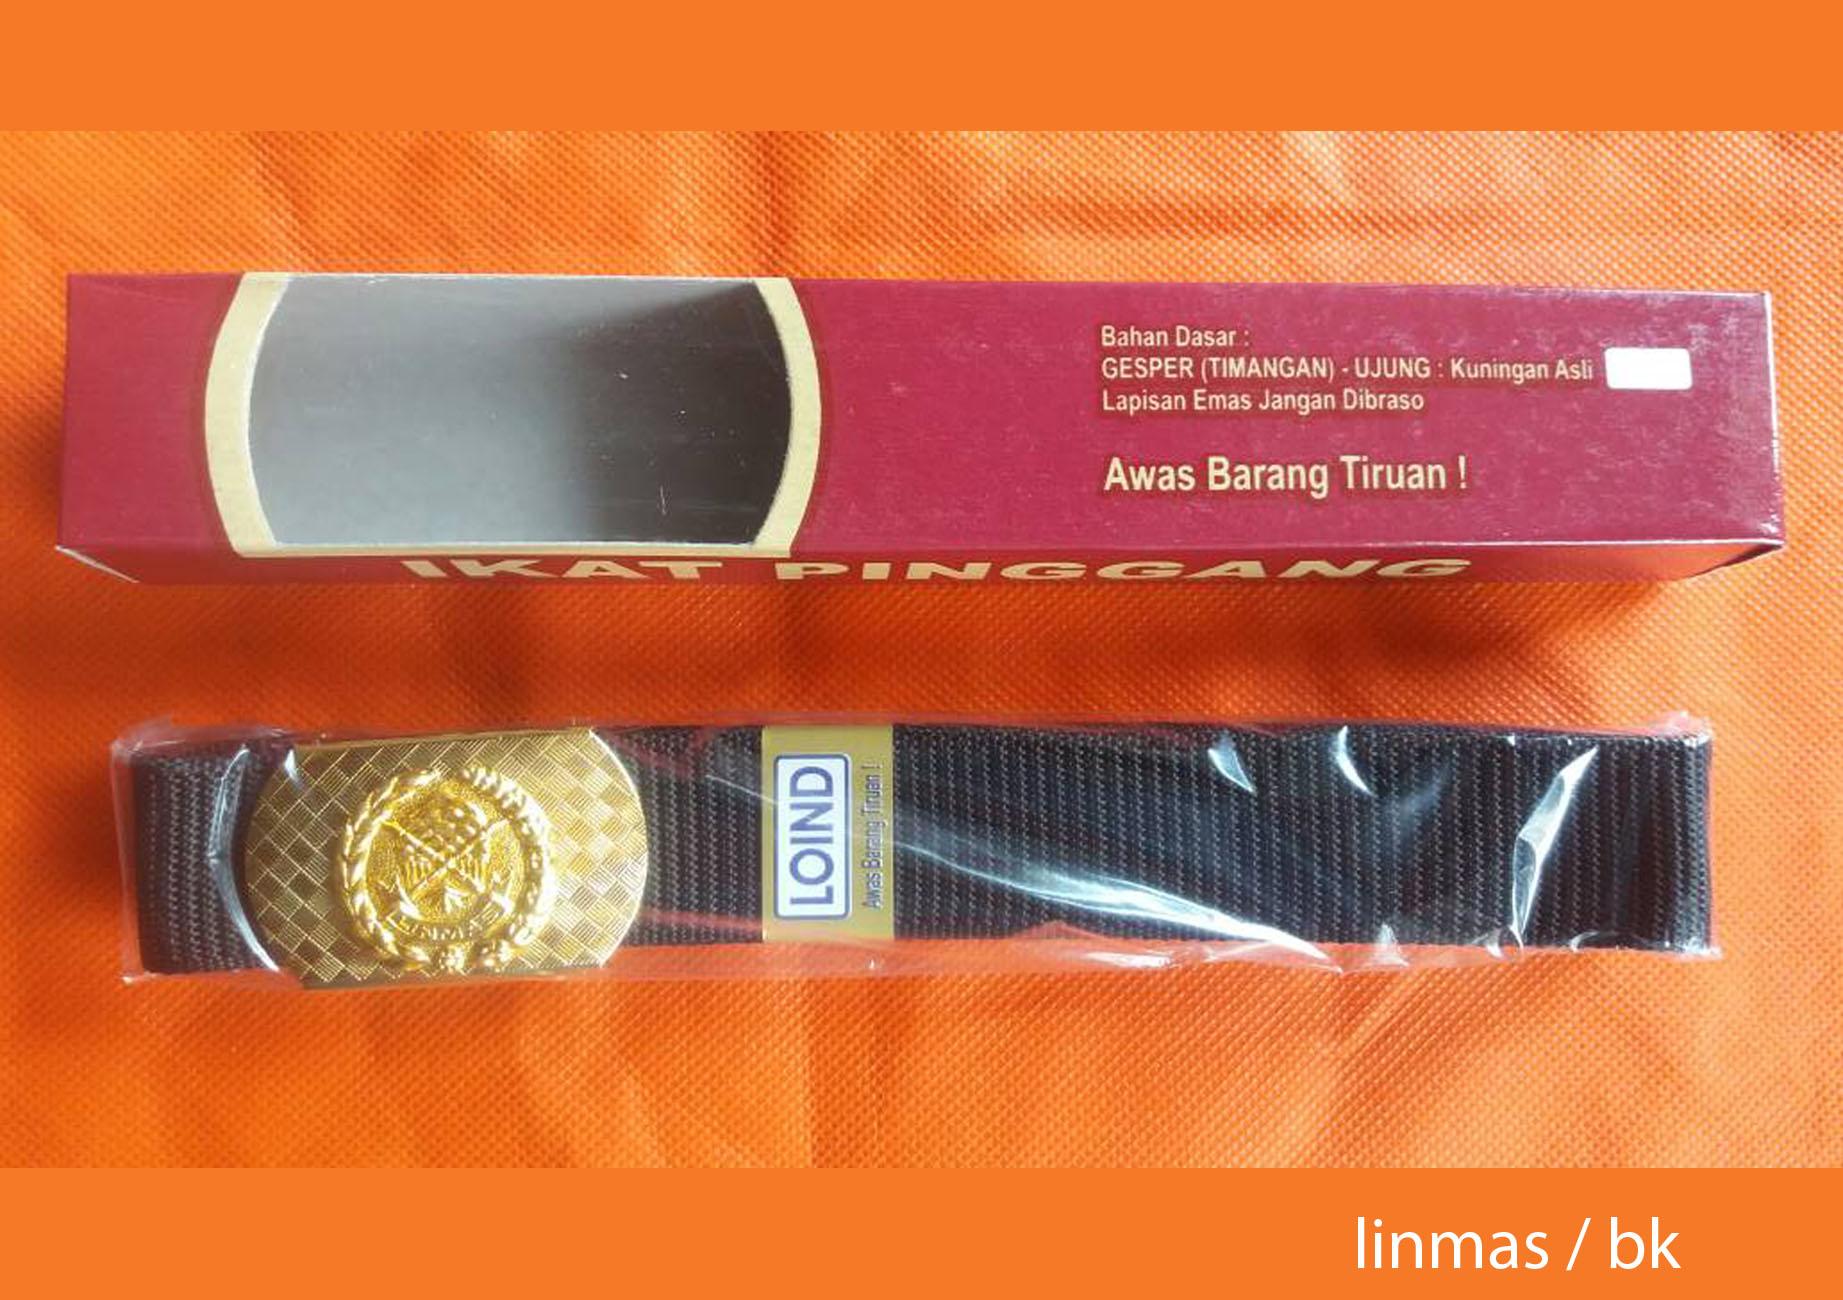 Bahan Dasar :
GESPER (TIMANGAN) - UJUNG : Kuningan Asli
Lapisan Emas Jangan Dibraso
Awas Barang Tiruan !
IKAT PINGGANG
LINMAS
LOIND
Awas Barang Tiruan !
linmas / bk